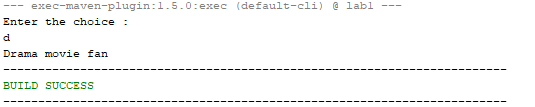 --- exec-maven-plugin:1.5.0:exec (default-cli) @ lab1 ---
Enter the choice :
d
Drama movie fan
------------------------------------------------------------------------
BUILD SUCCESS
------------------------------------------------------------------------